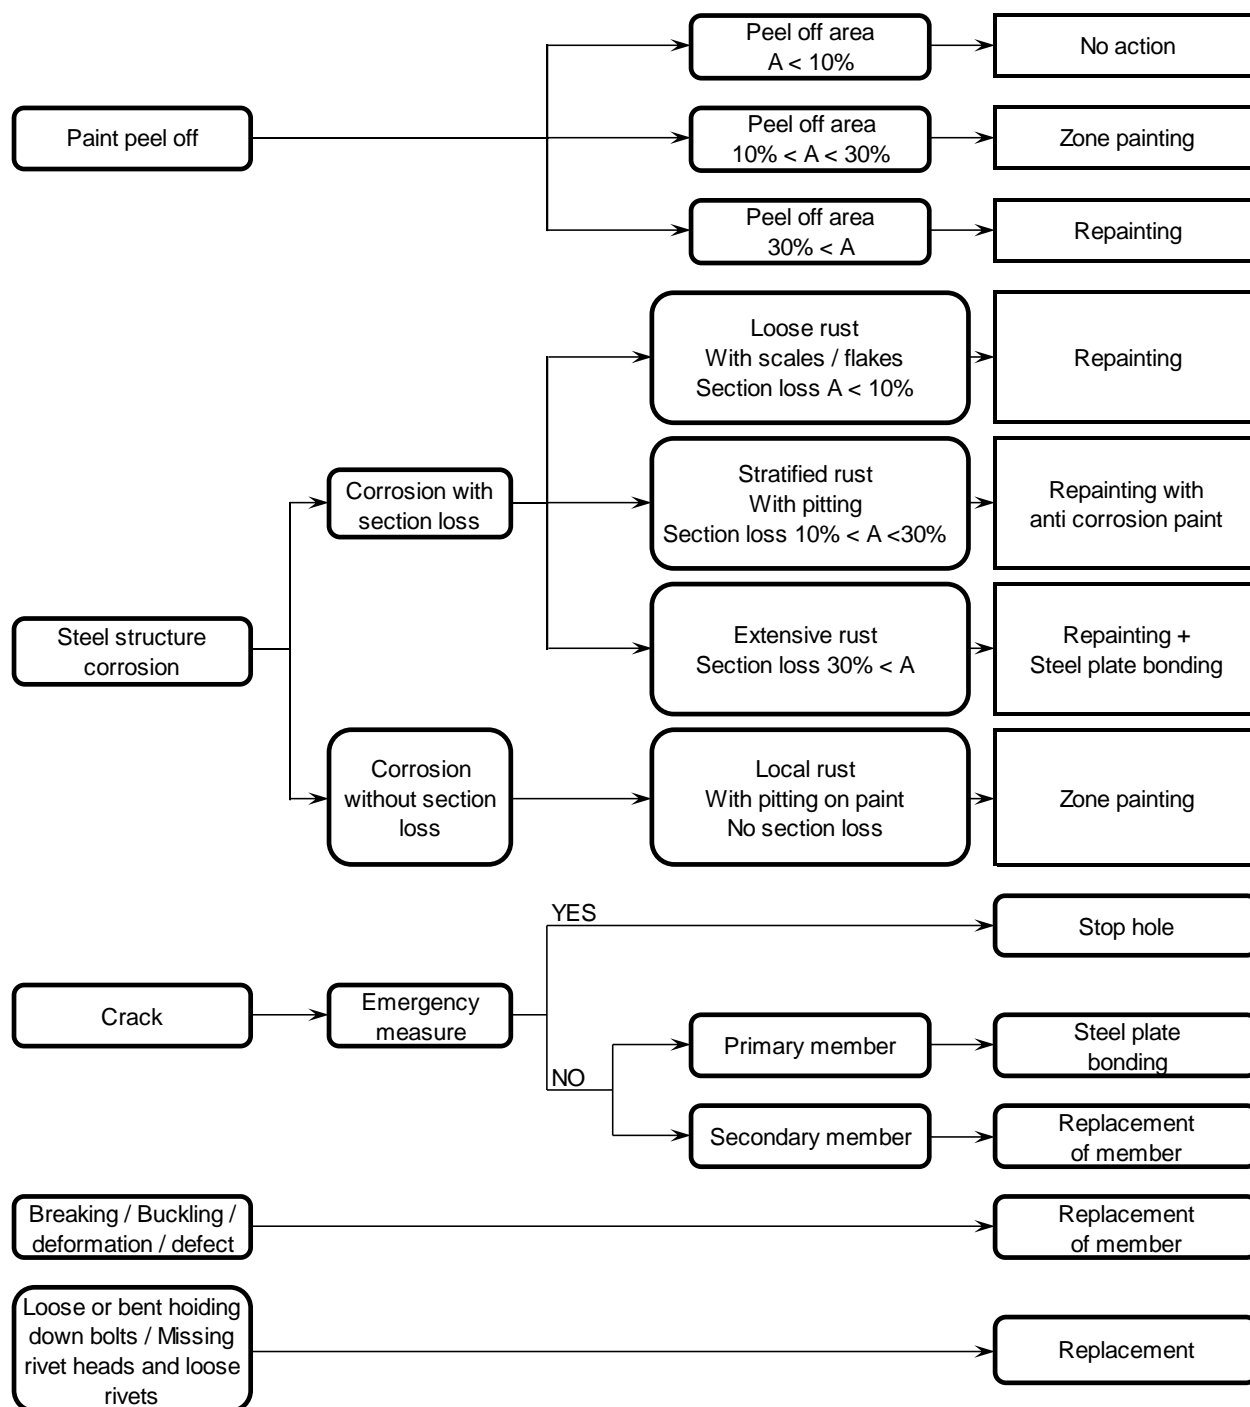 Peel off area
A < 10%
No action
Paint peel off
Peel off area
10% < A < 30%
Zone painting
Peel off area
30% < A
Repainting
Loose rust
With scales / flakes
Section loss A < 10%
Repainting
Corrosion with
section loss
Stratified rust
With pitting
Section loss 10% < A <30%
Repainting with
anti corrosion paint
Steel structure
corrosion
Extensive rust
Section loss 30% < A
Repainting +
Steel plate bonding
Corrosion
without section
loss
Local rust
With pitting on paint
No section loss
Zone painting
YES
Stop hole
Crack
Emergency
measure
NO
Primary member
Steel plate
bonding
Secondary member
Replacement
of member
Breaking / Buckling /
deformation / defect
Replacement
of member
Loose or bent hoiding
down bolts / Missing
rivet heads and loose
rivets
Replacement